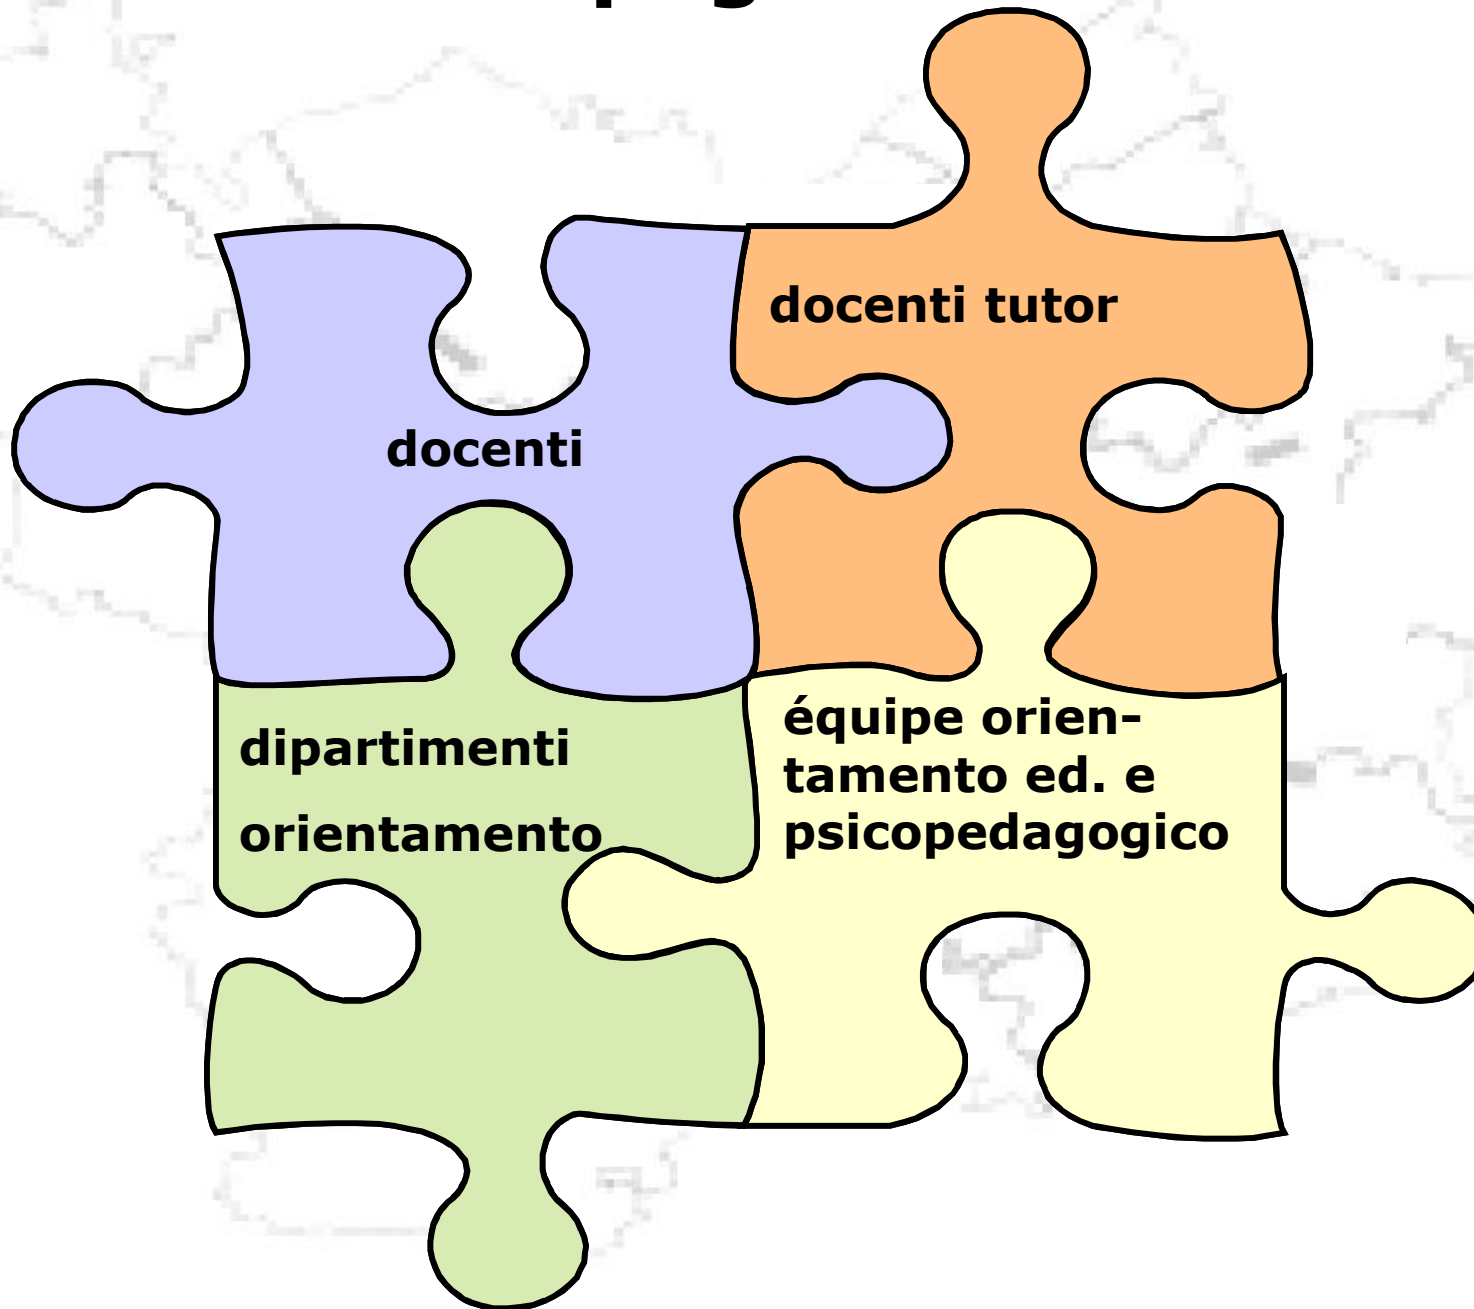 docenti tutor
docenti
dipartimenti
orientamento
équipe orien-
tamento ed. e
psicopedagogico